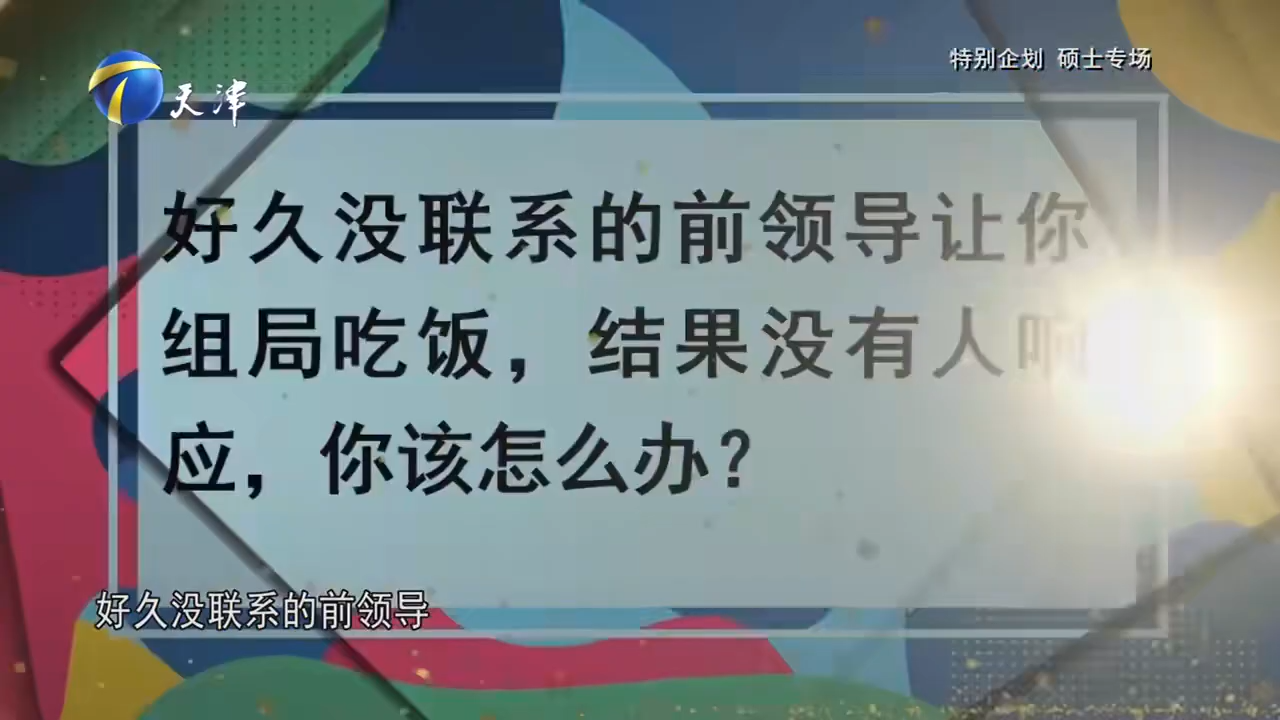 天津
特别企划 硕士专场
好久没联系的前领导让你
组局吃饭，结果没有人响
应，你该怎么办？
好久没联系的前领导